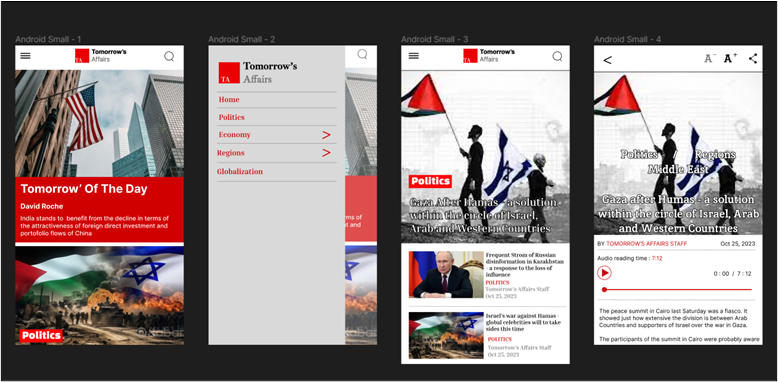 Android Small - 1
Tomorrow's
Affairs
TA
Tomorrow' Of The Day
David Roche
India stands to benefit from the decline in terms of
the attractiveness of foreign direct investment and
portofolio flows of China
Politics
Android Small - 2
TA
Tomorrow's
Affairs
Home
Politics
Economy >
Regions >
Globalization
rms of
t and
Android Small - 3
Tomorrow's
Affairs
TA
Politics
Gaza After Hamas - a solution
within the circle of Israel,
Arab and Western Countries
Frequent Strom of Russian
disinformation in Kazakhstan
- a response to the loss of
influence
POLITICS
Tomorrow's Affairs Staff
Oct 25, 2023
Israel's war against Hamas -
global celebrities will to take
sides this time
POLITICS
Tomorrow's Affairs Staff
Oct 25, 2023
Android Small - 4
< A- A+
Politics / Regions
Middle East
Gaza after Humas - a solution
within the circle of Israel, Arab
and Western Countries
BY TOMORROW'S AFFAIRS STAFF Oct 25, 2023
Audio reading time : 7:12
0 : 00 / 7 : 12
The peace summit in Cairo last Saturday was a fiasco. It
showed just how extensive the division is between Arab
Countries and supporters of Israel over the war in Gaza.
The participants of the summit in Cairo were probably aware